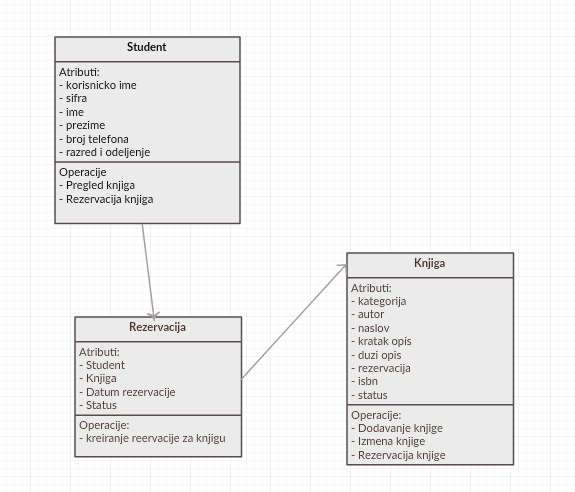 Student
Atributi:
- korisnicko ime
- sifra
- ime
- prezime
- broj telefona
- razred i odeljenje
Operacije
- Pregled knjiga
- Rezervacija knjiga
Rezervacija
Atributi:
- Student
- Knjiga
- Datum rezervacije
- Status
Operacije:
- kreiranje reervacije za knjigu
Knjiga
Atributi:
- kategorija
- autor
- naslov
- kratak opis
- duzi opis
- rezervacija
- isbn
- status
Operacije:
- Dodavanje knjige
- Izmena knjige
- Rezervacija knjige